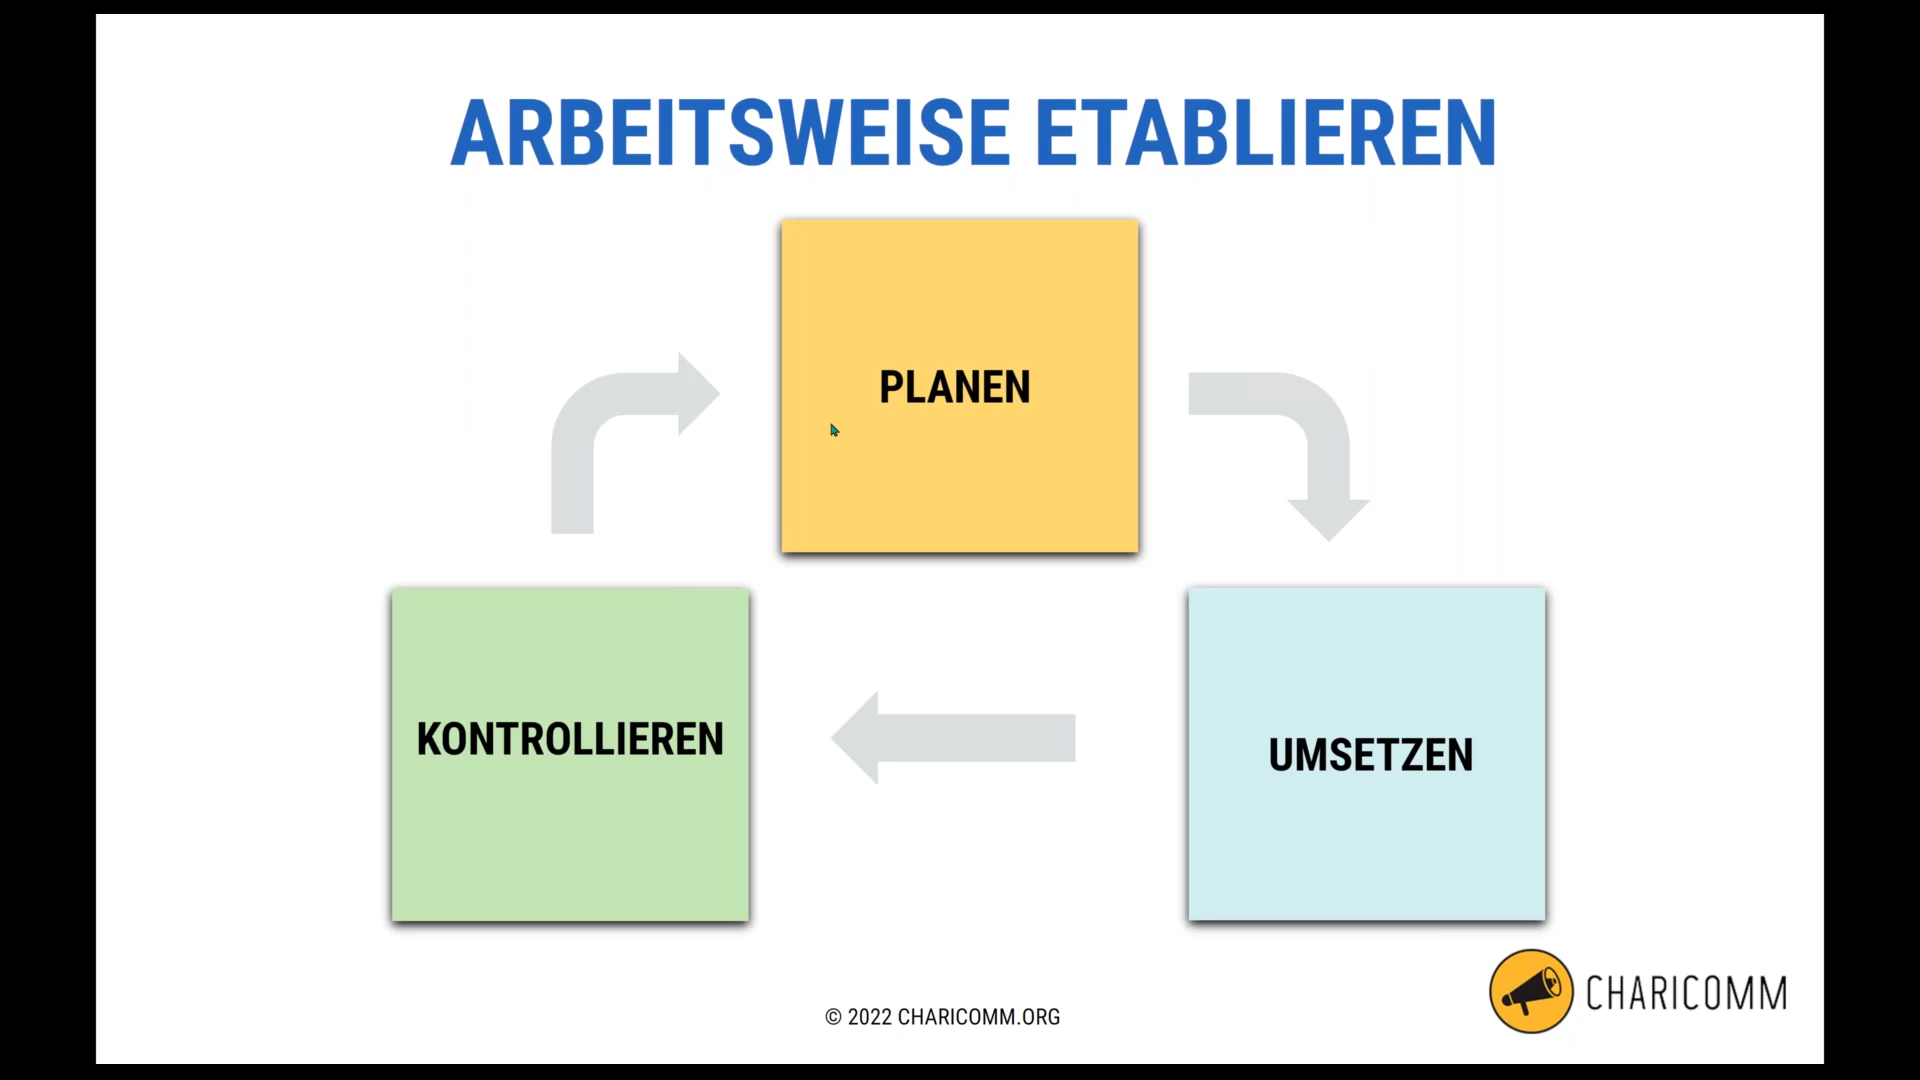 ARBEITSWEISE ETABLIEREN
PLANEN
KONTROLLIEREN
UMSETZEN
© 2022 CHARICOMM.ORG
CHARICOMM